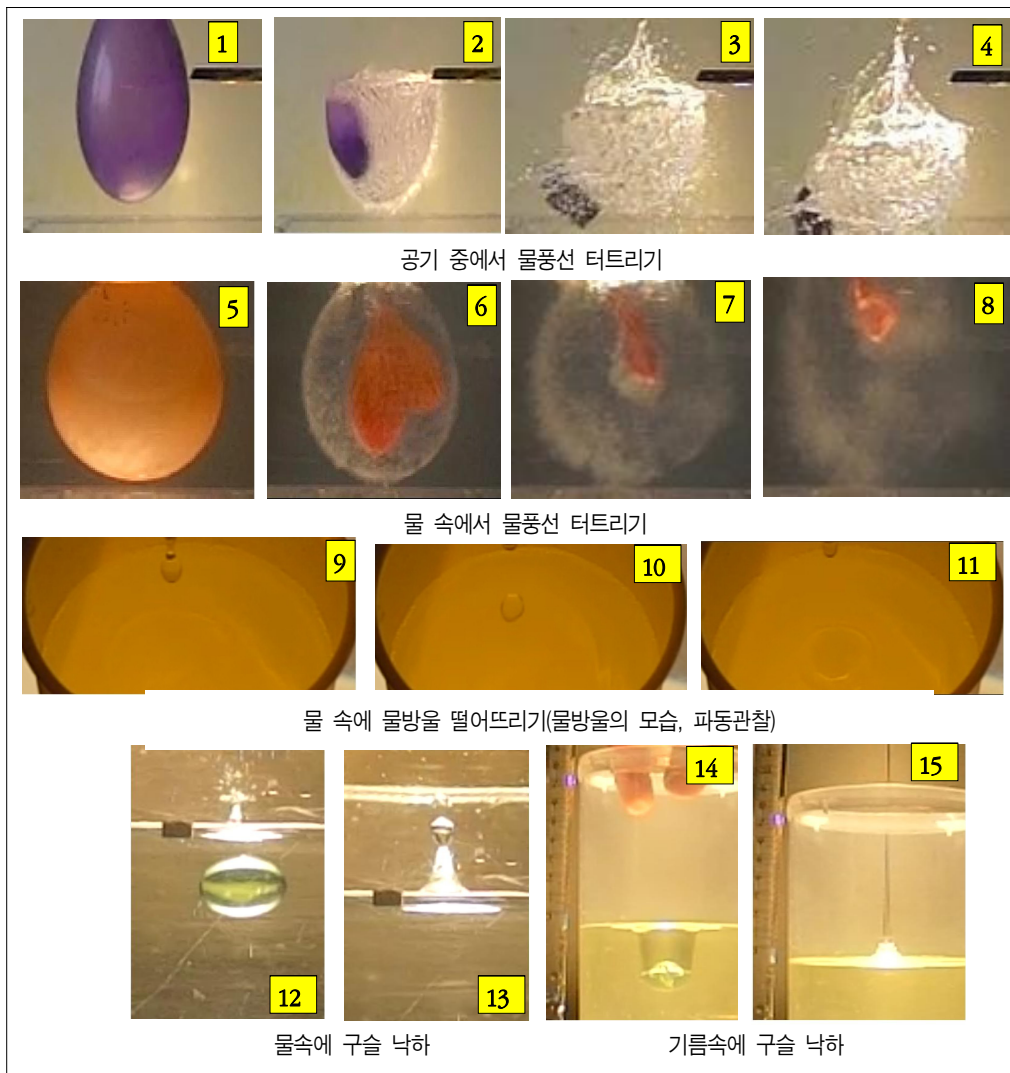 1 2 3 4
공기 중에서 물풍선 터트리기
5 6 7 8
물 속에서 물풍선 터트리기
9 10 11
물 속에 물방울 떨어뜨리기(물방울의 모습, 파동관찰)
14 15
12 13
물속에 구슬 낙하 기름속에 구슬 낙하